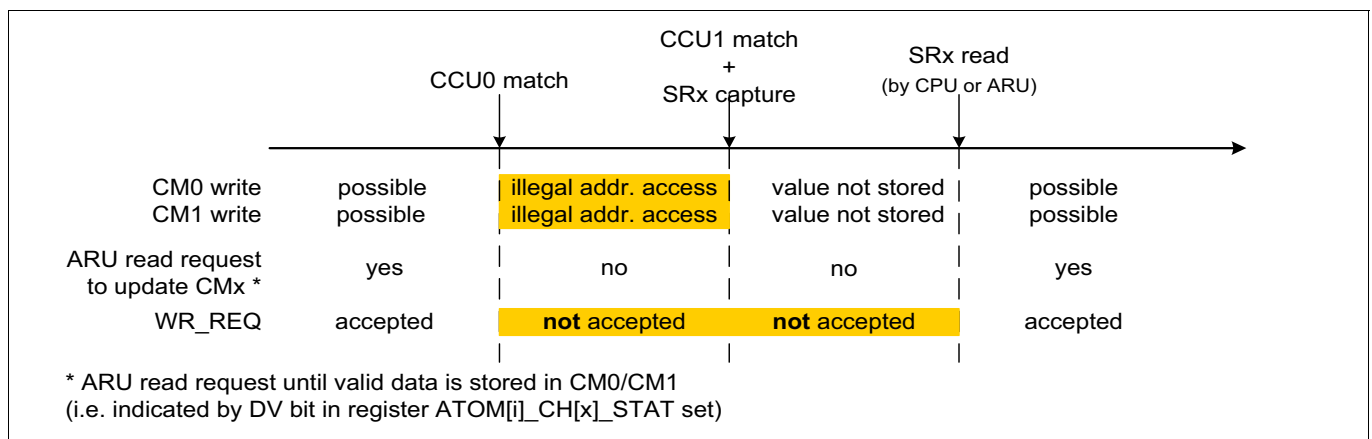 CCU0 match
CCU1 match
+
SRx capture
SRx read
(by CPU or ARU)
CM0 write possible illegal addr. access value not stored possible
CM1 write possible illegal addr. access value not stored possible
ARU read request
to update CMx * yes no no yes
WR_REQ accepted not accepted not accepted accepted
* ARU read request until valid data is stored in CM0/CM1
(i.e. indicated by DV bit in register ATOM[i]_CH[x]_STAT set)